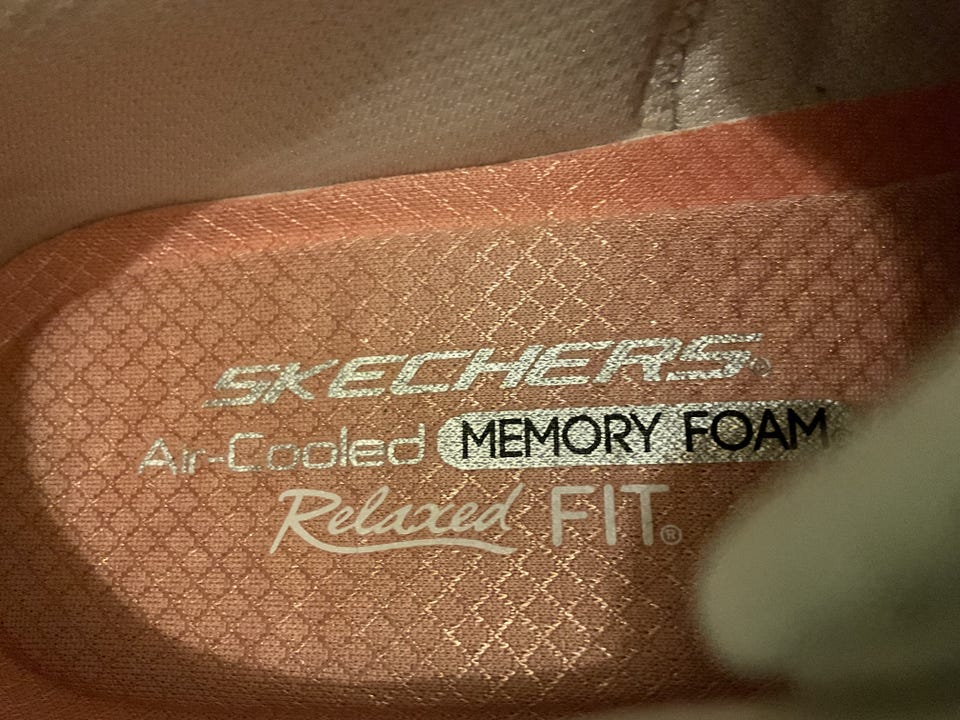 SKECHERS®
Air-Cooled MEMORY FOAM
Relaxed FIT®